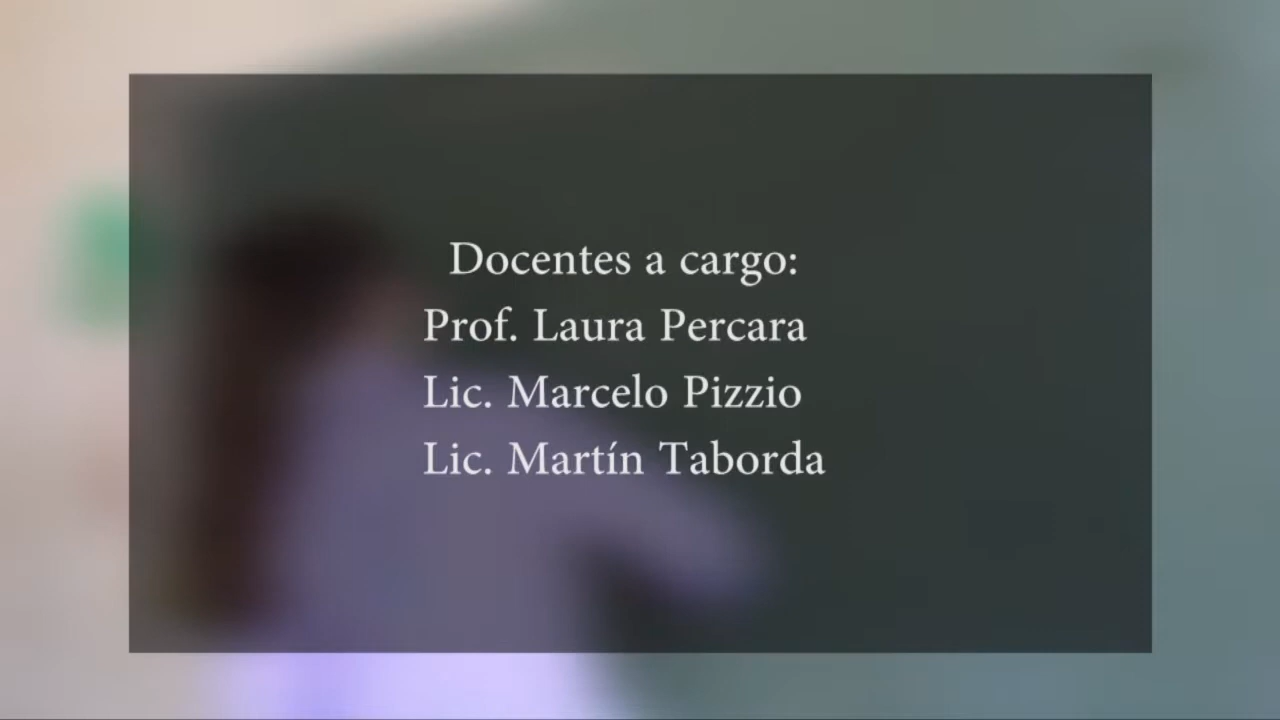 Docentes a cargo:
Prof. Laura Percara
Lic. Marcelo Pizzio
Lic. Martín Taborda